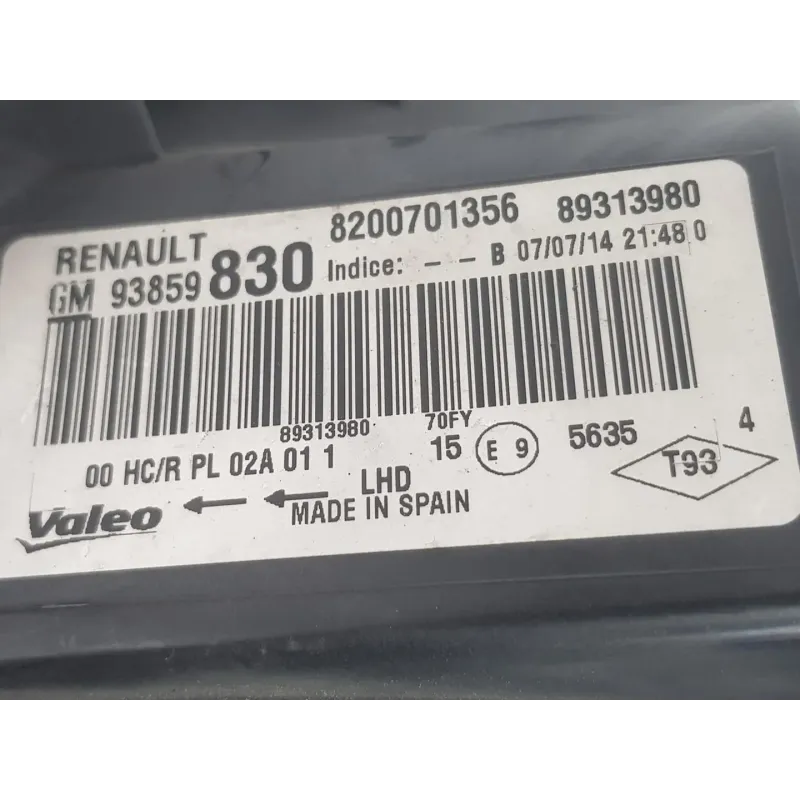 RENAULT 8200701356 89313980
GM 93859 830 Indice: - - B 07/07/14 21:48 0
89313980 70FY
00 HC/R PL 02A 01 1 15 E 9 5635 4
LHD T93
Valeo MADE IN SPAIN